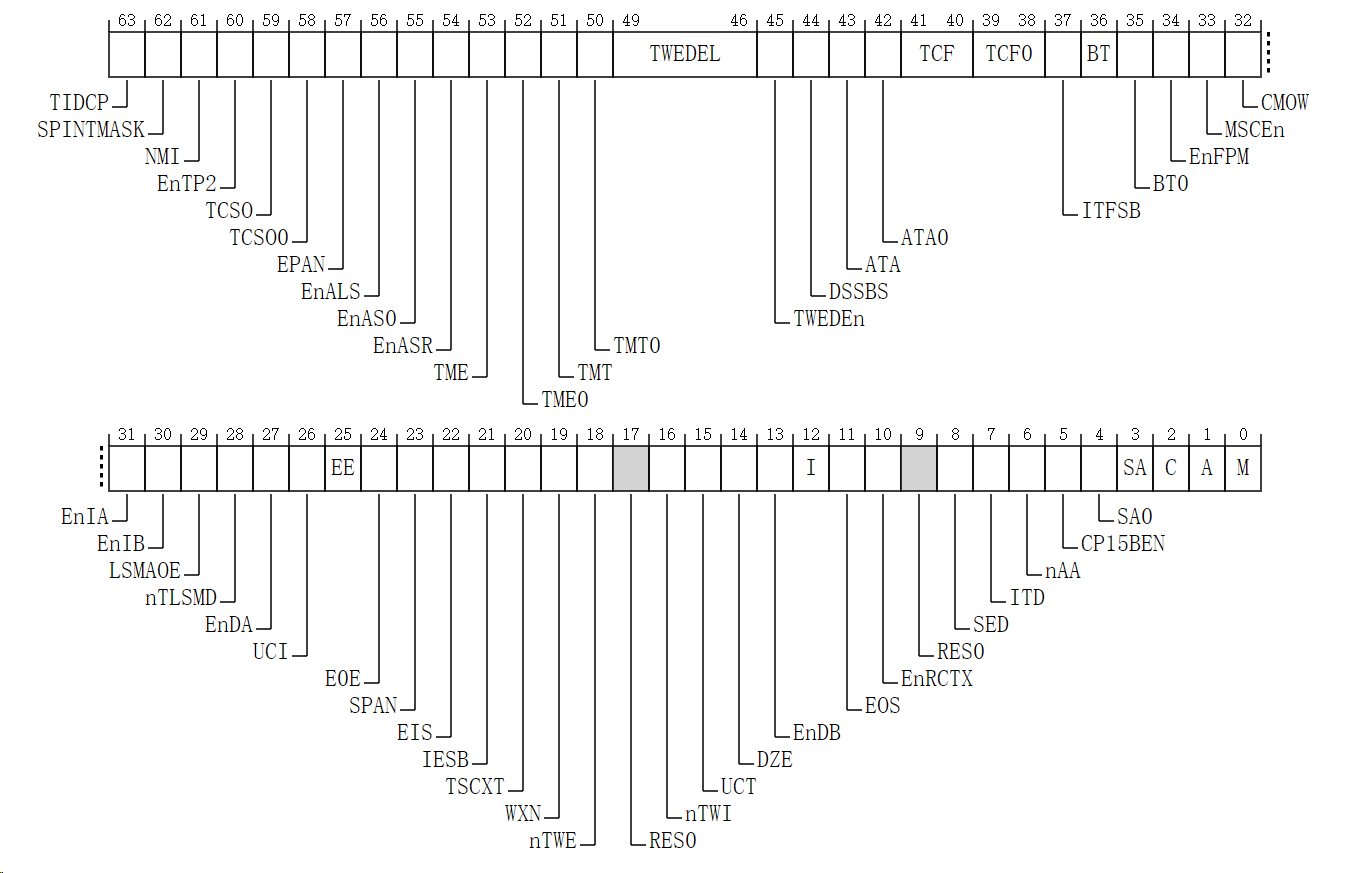 63 62 61 60 59 58 57 56 55 54 53 52 51 50 49 46 45 44 43 42 41 40 39 38 37 36 35 34 33 32
TWEDEL TCF TCF0 BT
TIDCP CMOW
SPINTMASK MSCEn
NMI EnFPM
EnTP2 BT0
TCSO ITFSB
TCSO0 ATA0
EPAN ATA
EnALS DSSBS
EnAS0 TWEDEn
EnASR TMT0
TME TMT
TME0
31 30 29 28 27 26 25 24 23 22 21 20 19 18 17 16 15 14 13 12 11 10 9 8 7 6 5 4 3 2 1 0
EE I SA C A M
EnIA SA0
EnIB CP15BEN
LSMAOE nAA
nTLSMD ITD
EnDA SED
UCI RES0
E0E EnRCTX
SPAN EOS
EIS EnDB
IESB DZE
TSCXT UCT
WXN nTWI
nTWE RES0